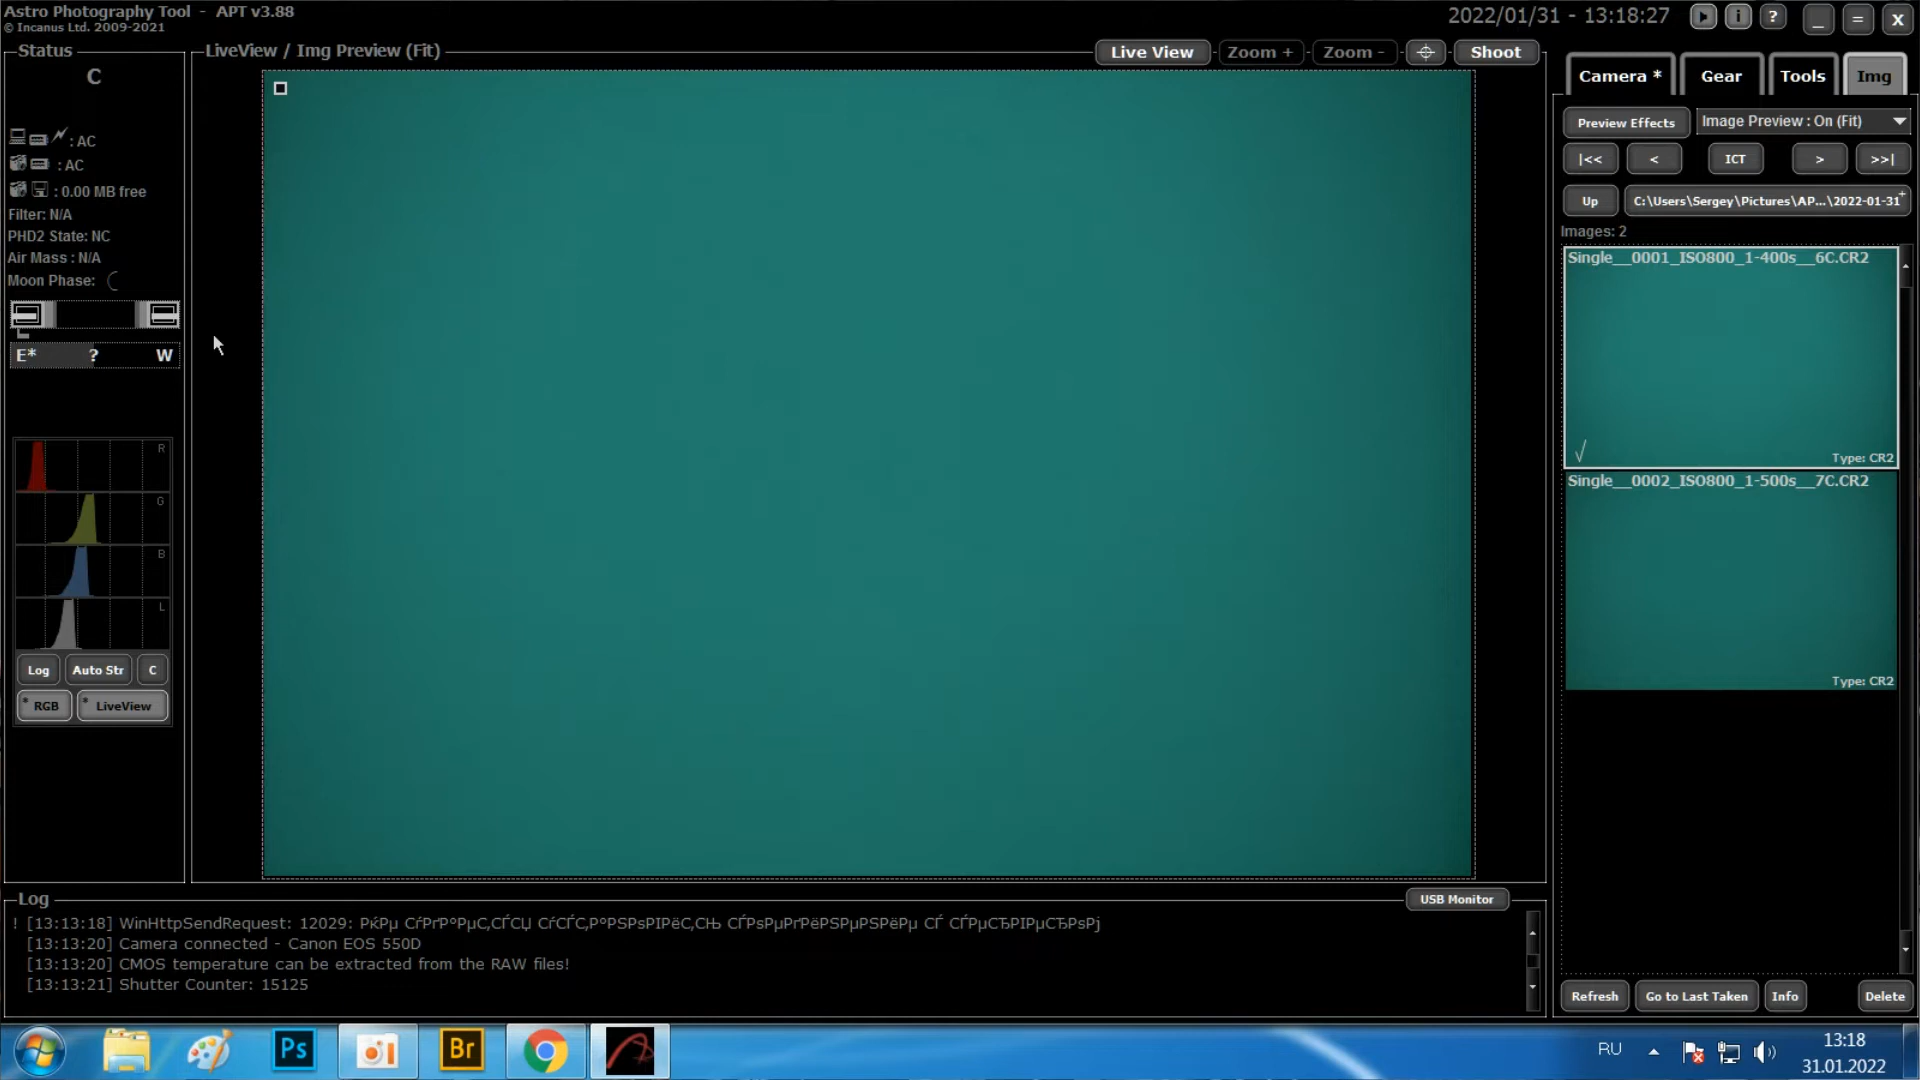 Astro Photography Tool - APT v3.88
© Incanus Ltd. 2009-2021
2022/01/31 - 13:18:27
i ? _ = x
Status
C
: AC
: AC
: 0.00 MB free
Filter: N/A
PHD2 State: NC
Air Mass : N/A
Moon Phase:
E* ? W
R
G
B
L
Log Auto Str C
* RGB * LiveView
LiveView / Img Preview (Fit)
Live View Zoom + Zoom - Shoot
Camera * Gear Tools Img
Preview Effects Image Preview : On (Fit)
|<< < ICT > >>|
Up C:\Users\Sergey\Pictures\AP...\2022-01-31 +
Images: 2
Single__0001_ISO800_1-400s__6C.CR2
√ Type: CR2
Single__0002_ISO800_1-500s__7C.CR2
Type: CR2
Refresh Go to Last Taken Info Delete
Log
USB Monitor
! [13:13:18] WinHttpSendRequest: 12029:
[13:13:20] Camera connected - Canon EOS 550D
[13:13:20] CMOS temperature can be extracted from the RAW files!
[13:13:21] Shutter Counter: 15125
Ps Br
RU
13:18
31.01.2022